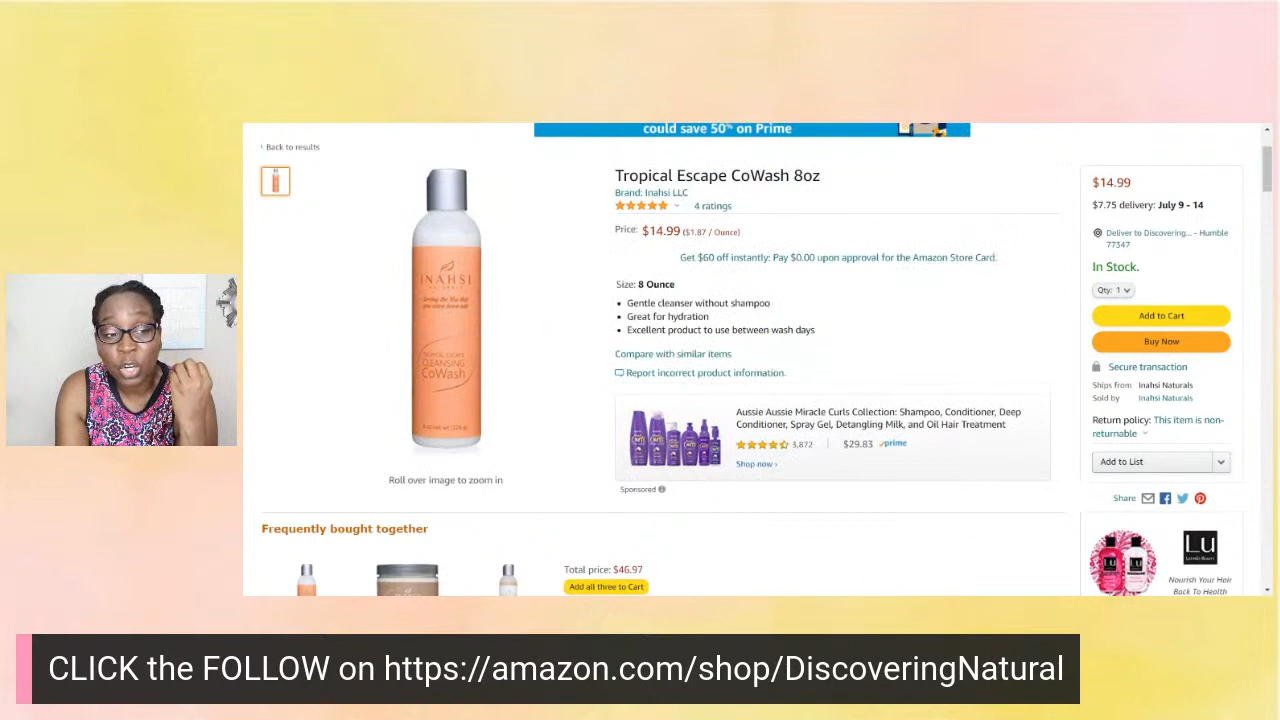 could save 50% on Prime
Back to results
Tropical Escape CoWash 8oz
Brand: Inahsi LLC
4 ratings
Price: $14.99 ($1.87 / Ounce)
Get $60 off instantly: Pay $0.00 upon approval for the Amazon Store Card.
Size: 8 Ounce
Gentle cleanser without shampoo
Great for hydration
Excellent product to use between wash days
Compare with similar items
Report incorrect product information.
INAHSI
TROPICAL ESCAPE
CLEANSING
CoWash
Roll over image to zoom in
Aussie Aussie Miracle Curls Collection: Shampoo, Conditioner, Deep
Conditioner, Spray Gel, Detangling Milk, and Oil Hair Treatment
3,872 $29.83 prime
Shop now ›
Sponsored
$14.99
$7.75 delivery: July 9 - 14
Deliver to Discovering... - Humble
77347
In Stock.
Qty: 1
Add to Cart
Buy Now
Secure transaction
Ships from Inahsi Naturals
Sold by Inahsi Naturals
Return policy: This item is non-
returnable
Add to List
Share
Lu
Nourish Your Hair
Back To Health
Frequently bought together
Total price: $46.97
Add all three to Cart
CLICK the FOLLOW on https://amazon.com/shop/DiscoveringNatural